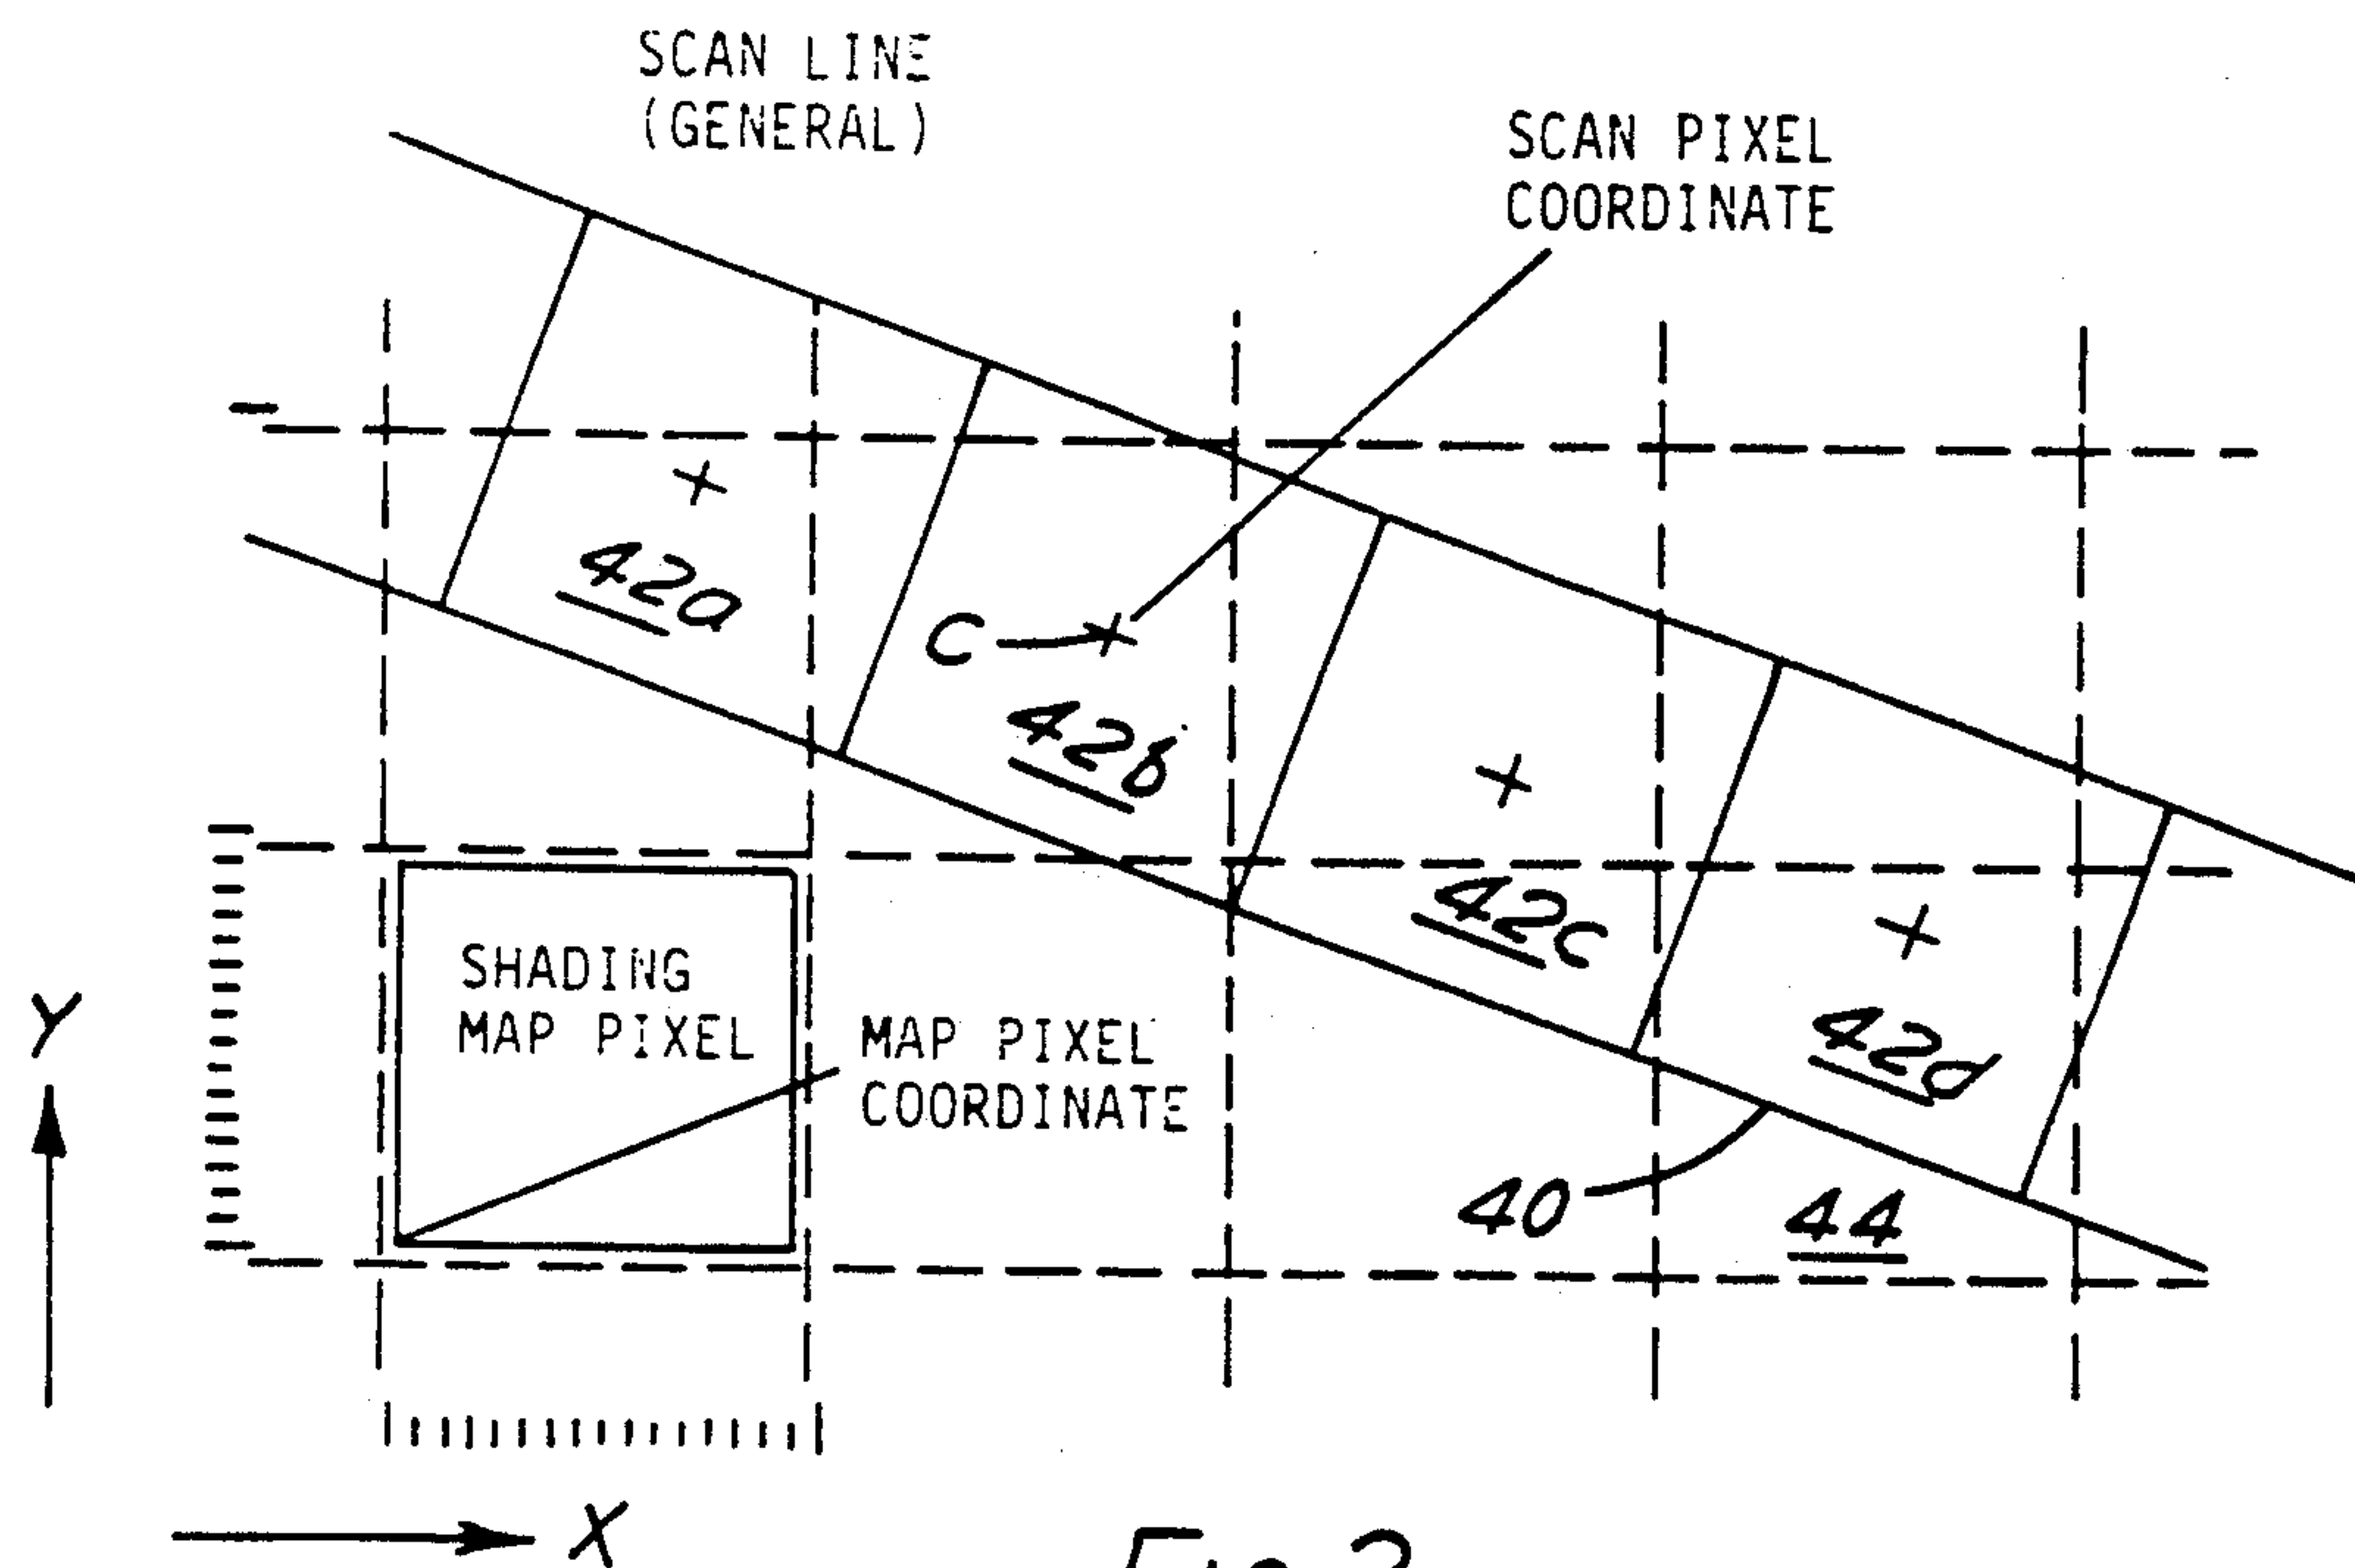 SCAN LINE
(GENERAL)
SCAN PIXEL
COORDINATE
42a
C
42b
42c
42d
SHADING
MAP PIXEL
MAP PIXEL
COORDINATE
40
44
Y
X